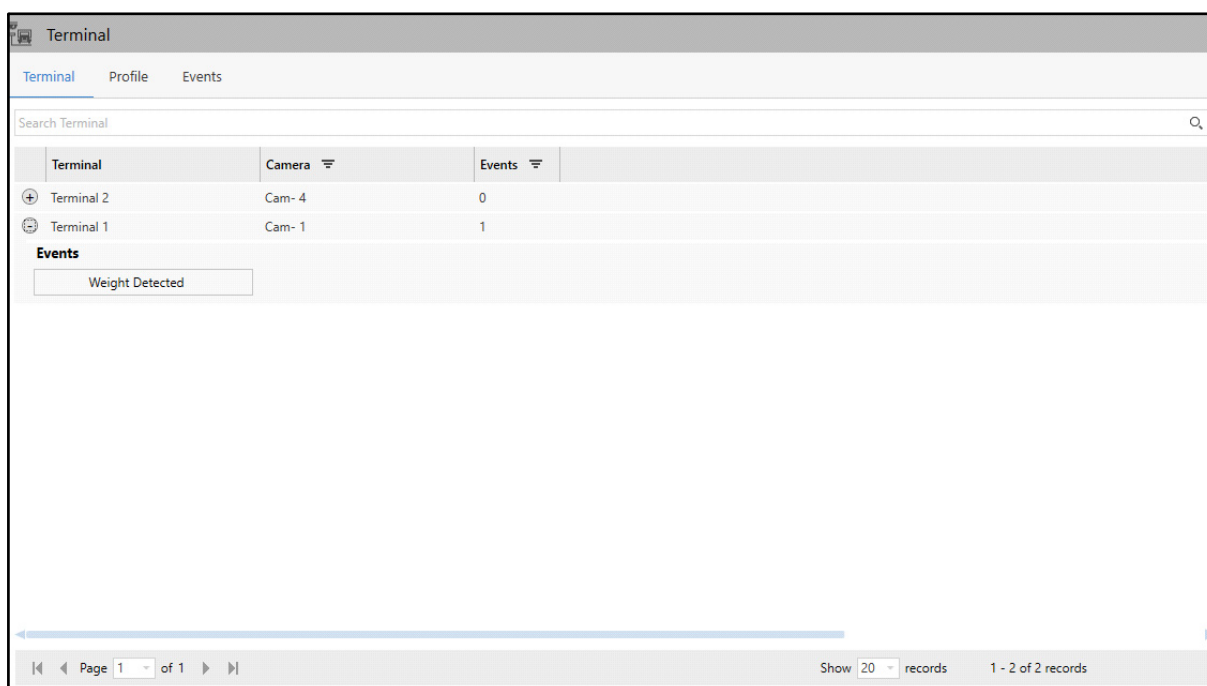 Terminal
Terminal Profile Events
Search Terminal
Terminal Camera Events
Terminal 2 Cam- 4 0
Terminal 1 Cam- 1 1
Events
Weight Detected
Page 1 of 1 Show 20 records 1 - 2 of 2 records